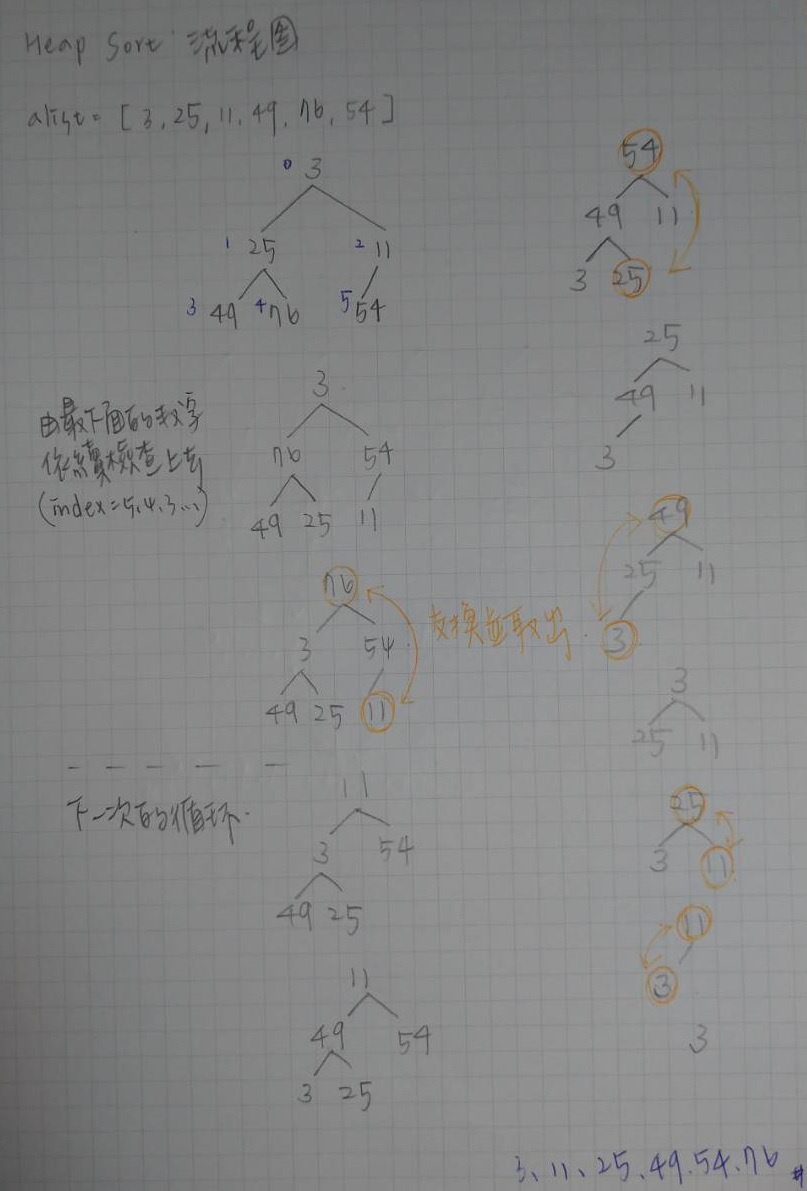 Heap Sort 流程圖
alist = [3, 25, 11, 49, 76, 54]
0 3
1 25 2 11
3 49 4 76 5 54
由最下面的數字
依續檢查上去
(index=5,4,3...)
3
76 54
49 25 11
76
3 54
49 25 11
交換並取出
下一次的循环.
11
3 54
49 25
11
49 54
3 25
54
49 11
3 25
25
49 11
3
49
25 11
3
3
25 11
25
3 11
11
3
3
3、11、25、49、54、76 #